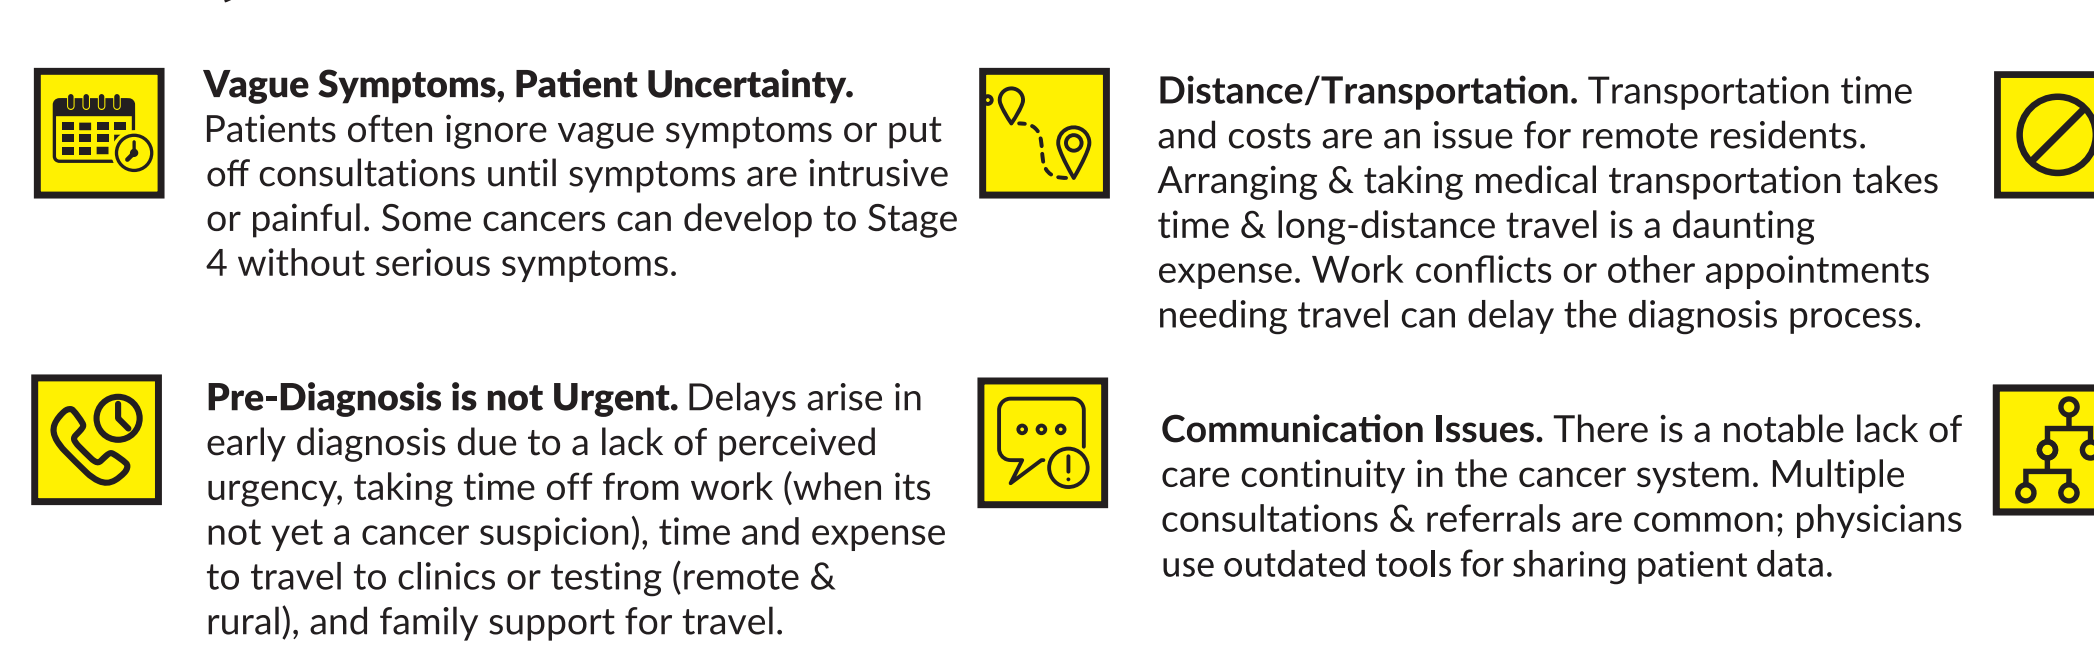 Vague Symptoms, Patient Uncertainty.
Patients often ignore vague symptoms or put
off consultations until symptoms are intrusive
or painful. Some cancers can develop to Stage
4 without serious symptoms.
Pre-Diagnosis is not Urgent. Delays arise in
early diagnosis due to a lack of perceived
urgency, taking time off from work (when its
not yet a cancer suspicion), time and expense
to travel to clinics or testing (remote &
rural), and family support for travel.
Distance/Transportation. Transportation time
and costs are an issue for remote residents.
Arranging & taking medical transportation takes
time & long-distance travel is a daunting
expense. Work conflicts or other appointments
needing travel can delay the diagnosis process.
Communication Issues. There is a notable lack of
care continuity in the cancer system. Multiple
consultations & referrals are common; physicians
use outdated tools for sharing patient data.